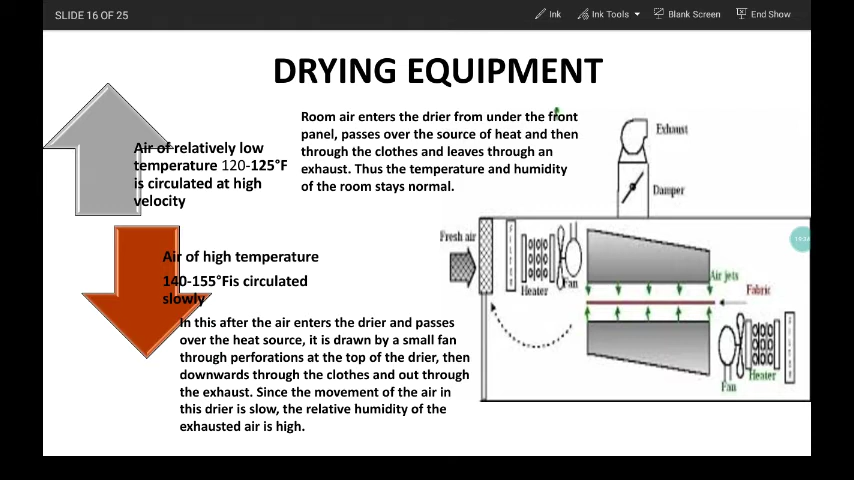 SLIDE 16 OF 25
Ink
Ink Tools
Blank Screen
End Show
DRYING EQUIPMENT
Air of relatively low
temperature 120-125°F
is circulated at high
velocity
Room air enters the drier from under the front
panel, passes over the source of heat and then
through the clothes and leaves through an
exhaust. Thus the temperature and humidity
of the room stays normal.
Air of high temperature
140-155°Fis circulated
slowly
In this after the air enters the drier and passes
over the heat source, it is drawn by a small fan
through perforations at the top of the drier, then
downwards through the clothes and out through
the exhaust. Since the movement of the air in
this drier is slow, the relative humidity of the
exhausted air is high.
Exhaust
Damper
Fresh air
Heater
Fan
Air jets
Fabric
Fan
Heater